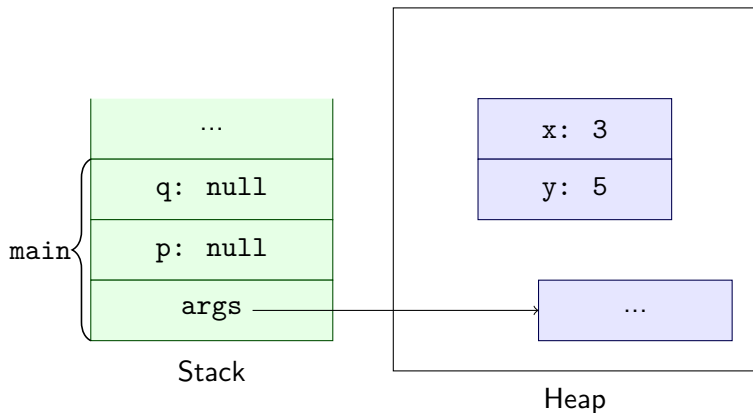 ...
q: null
p: null
main
args
Stack
x: 3
y: 5
...
Heap